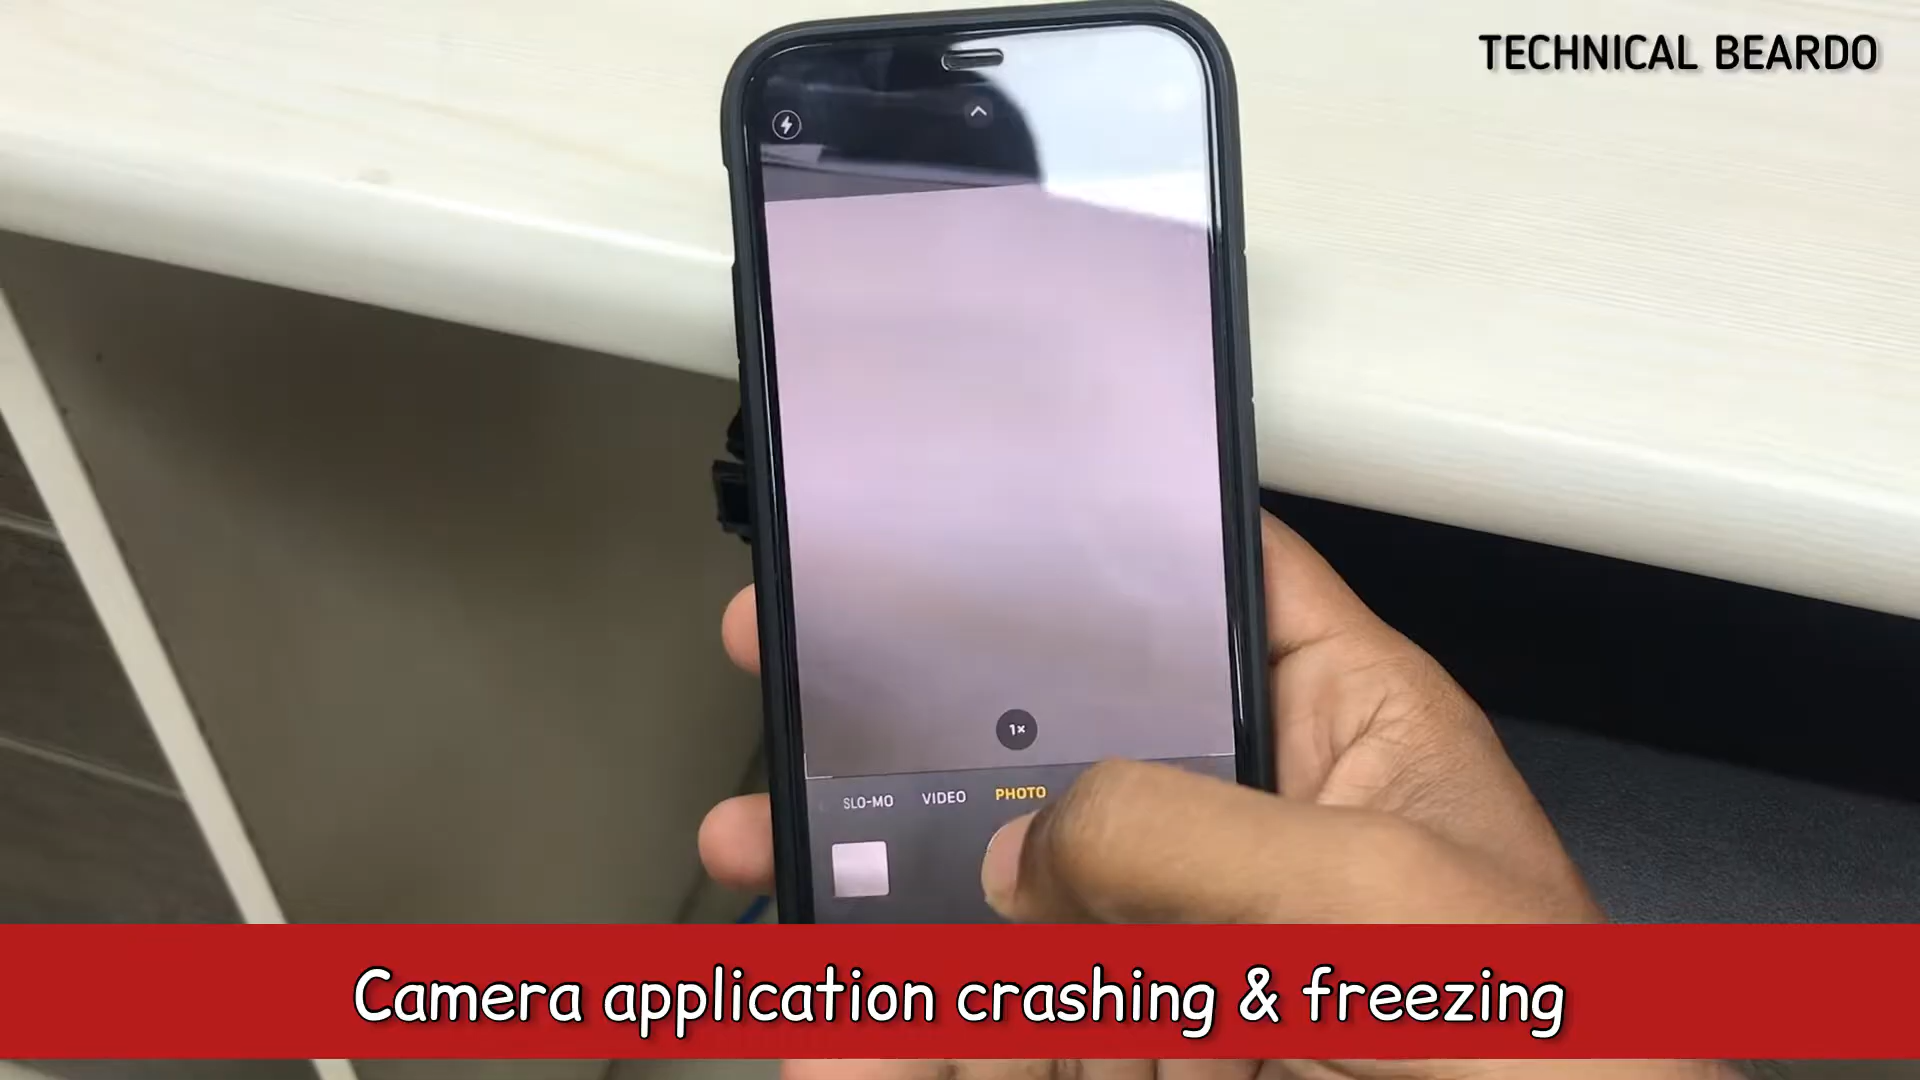 TECHNICAL BEARDO
1×
SLO-MO VIDEO PHOTO
Camera application crashing & freezing